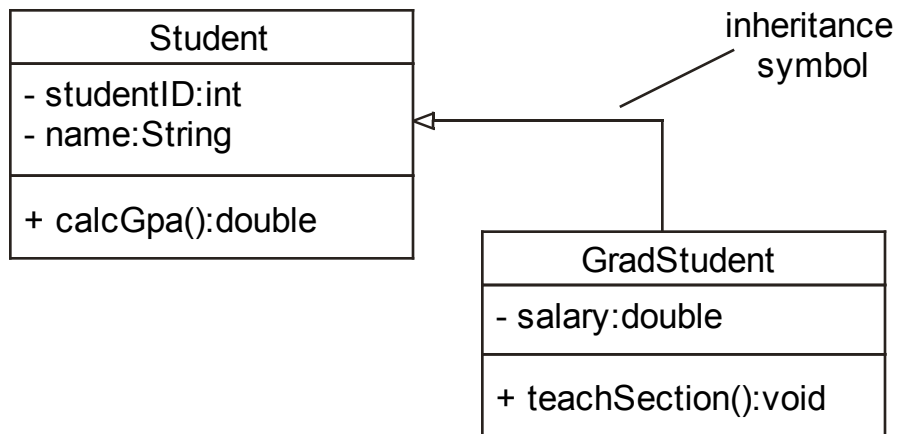 Student
- studentID:int
- name:String
+ calcGpa():double
inheritance
symbol
GradStudent
- salary:double
+ teachSection():void